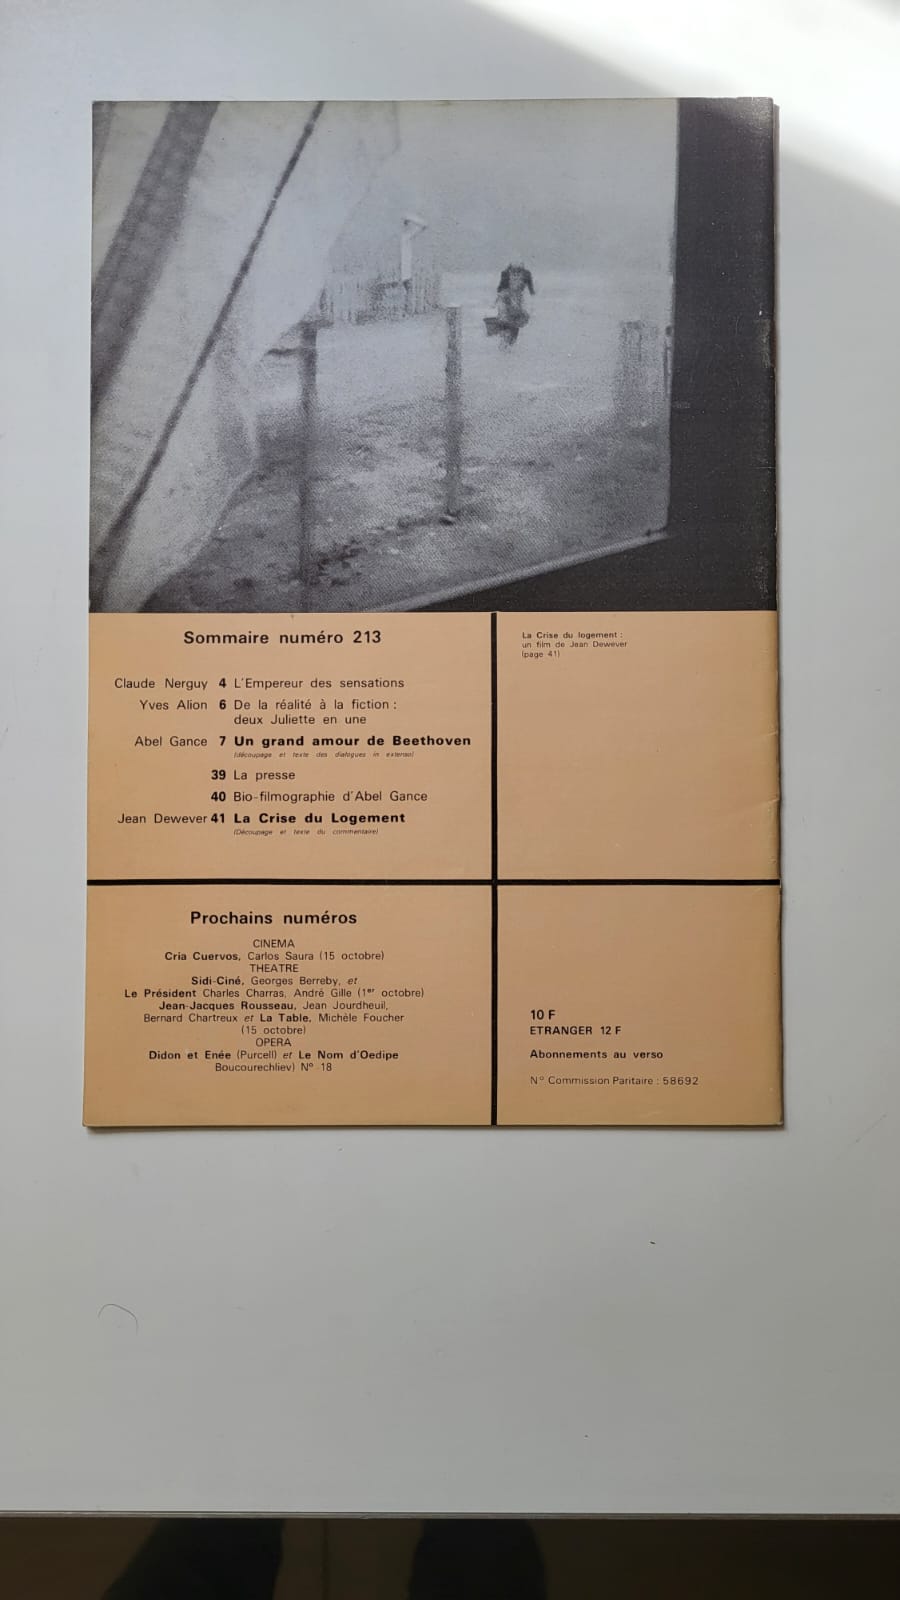 Sommaire numéro 213
Claude Nerguy 4 L'Empereur des sensations
Yves Alion 6 De la réalité à la fiction :
deux Juliette en une
Abel Gance 7 Un grand amour de Beethoven
(découpage et texte des dialogues in extenso)
39 La presse
40 Bio-filmographie d'Abel Gance
Jean Dewever 41 La Crise du Logement
(Découpage et texte du commentaire)
La Crise du logement :
un film de Jean Dewever
(page 41)
Prochains numéros
CINEMA
Cria Cuervos, Carlos Saura (15 octobre)
THEATRE
Sidi-Ciné, Georges Berreby, et
Le Président Charles Charras, André Gille (1er octobre)
Jean-Jacques Rousseau, Jean Jourdheuil,
Bernard Chartreux et La Table, Michèle Foucher
(15 octobre)
OPERA
Didon et Enée (Purcell) et Le Nom d'Oedipe
Boucourechliev) N° 18
10 F
ETRANGER 12 F
Abonnements au verso
N° Commission Paritaire : 58692